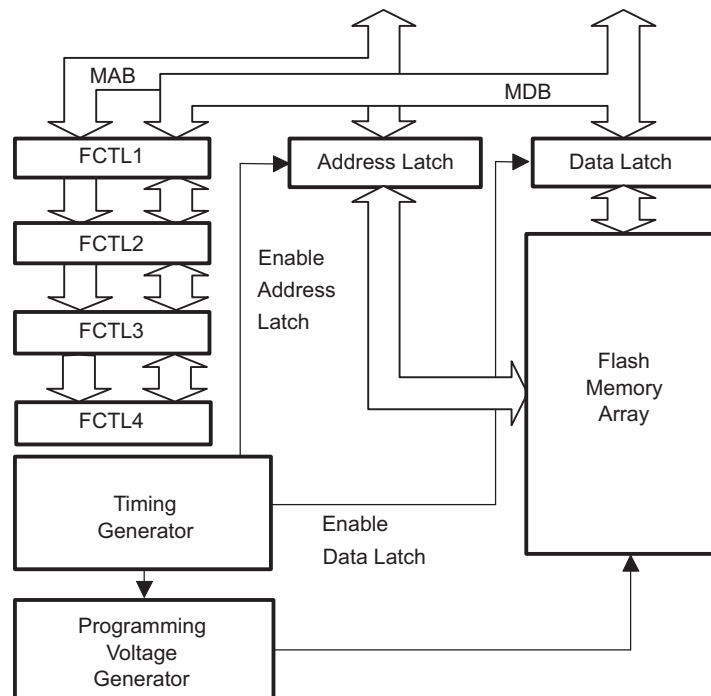 MAB
MDB
FCTL1
Address Latch
Data Latch
FCTL2
Enable
Address
Latch
FCTL3
Flash
Memory
Array
FCTL4
Timing
Generator
Enable
Data Latch
Programming
Voltage
Generator